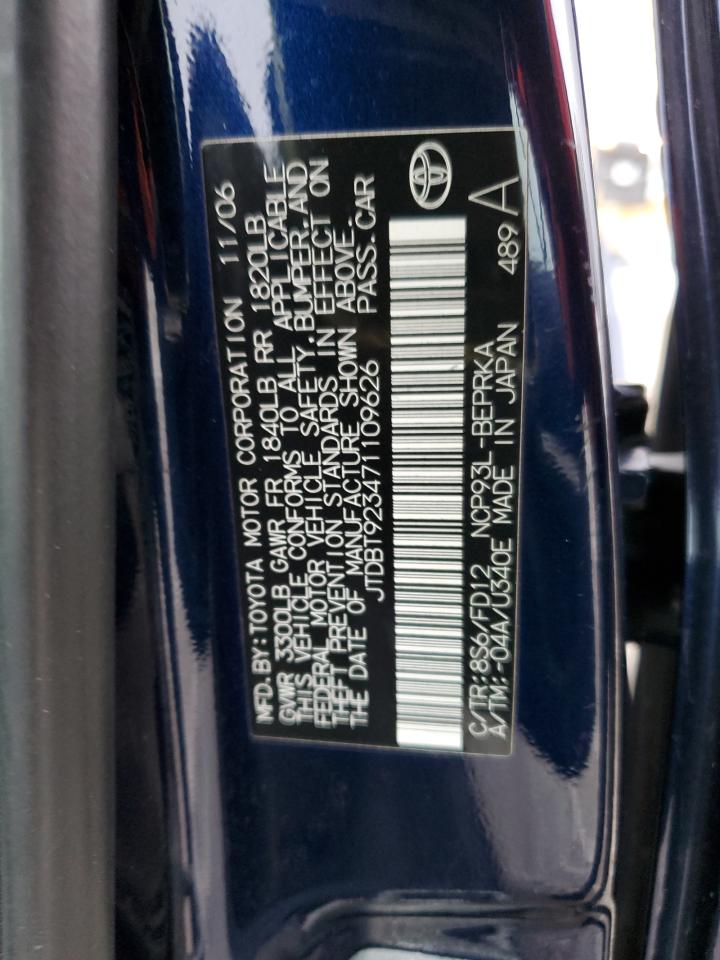 MFD.BY:TOYOTA MOTOR CORPORATION 11/06
GVWR 3300LB GAWR FR 1840LB RR 1820LB
THIS VEHICLE CONFORMS TO ALL APPLICABLE
FEDERAL MOTOR VEHICLE SAFETY,BUMPER,AND
THEFT PREVENTION STANDARDS IN EFFECT ON
THE DATE OF MANUFACTURE SHOWN ABOVE.
JTDBT923471109626 PASS.CAR
C/TR:8S6/FD12 NCP93L-BEPRKA 489
A/TM:-04A/U340E MADE IN JAPAN A